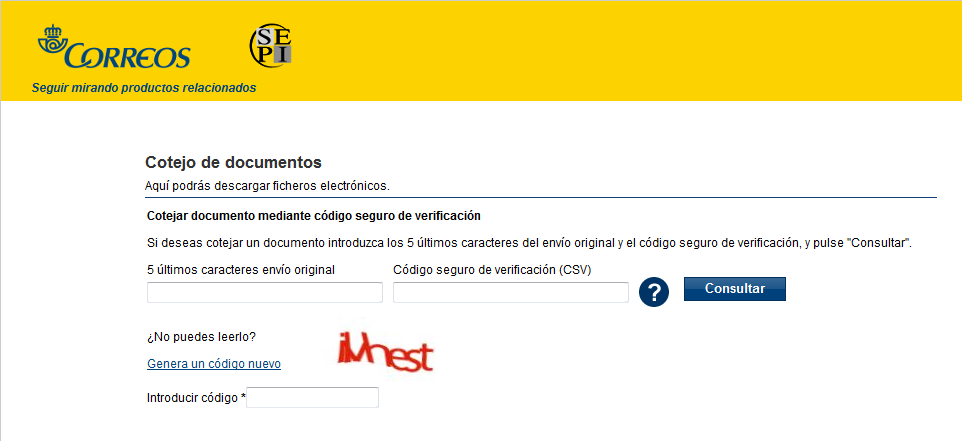 CORREOS
SEPI
Seguir mirando productos relacionados
Cotejo de documentos
Aquí podrás descargar ficheros electrónicos.
Cotejar documento mediante código seguro de verificación
Si deseas cotejar un documento introduzca los 5 últimos caracteres del envío original y el código seguro de verificación, y pulse "Consultar".
5 últimos caracteres envío original
Código seguro de verificación (CSV)
?
Consultar
¿No puedes leerlo?
Genera un código nuevo
Introducir código *